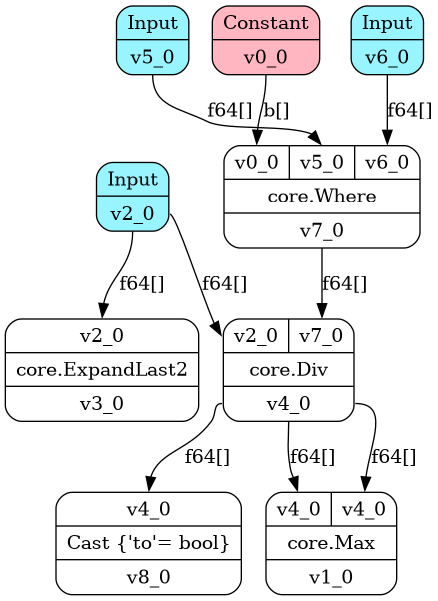 Input
v5_0
Constant
v0_0
Input
v6_0
f64[]
b[]
f64[]
v0_0 v5_0 v6_0
core.Where
v7_0
Input
v2_0
f64[]
f64[]
f64[]
v2_0
core.ExpandLast2
v3_0
v2_0 v7_0
core.Div
v4_0
f64[]
f64[]
f64[]
v4_0
Cast {'to'= bool}
v8_0
v4_0 v4_0
core.Max
v1_0